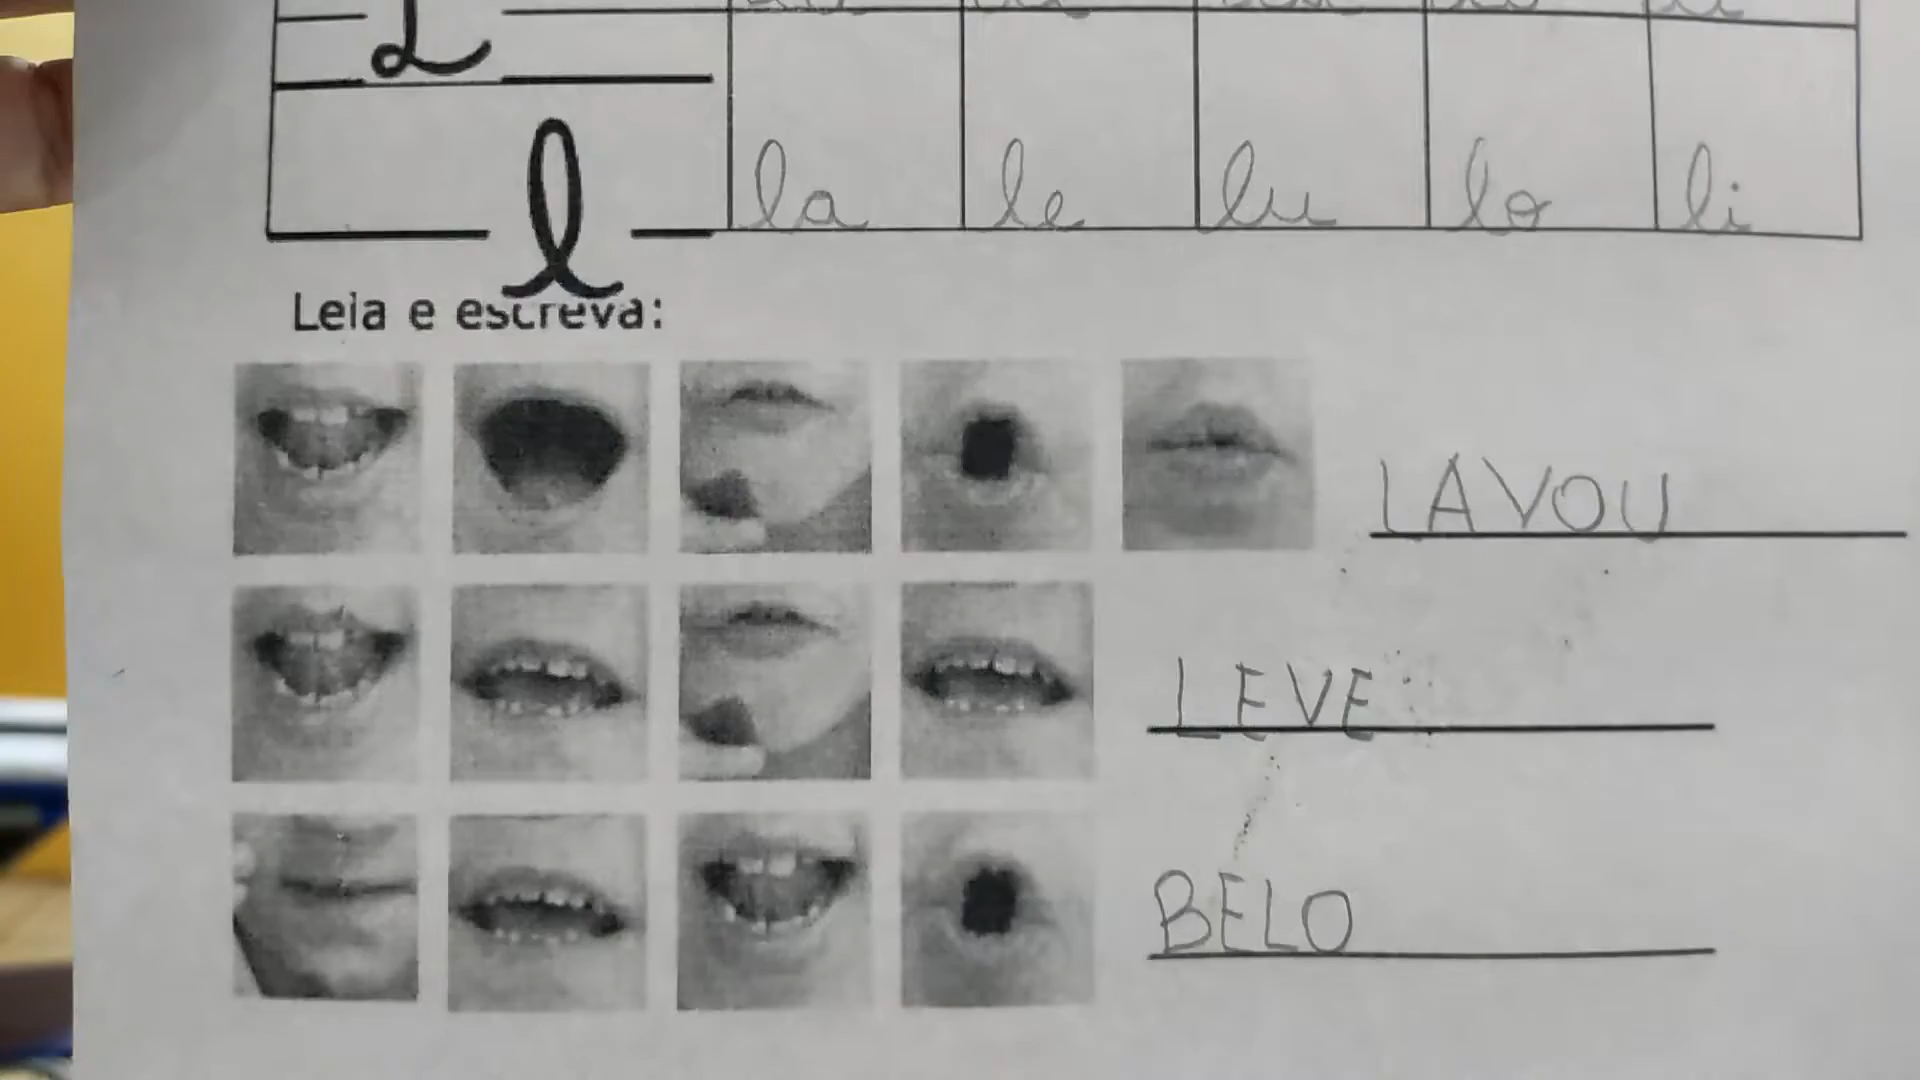 L
l la le lu lo li
Leia e escreva:
LAVOU
LEVE
BELO